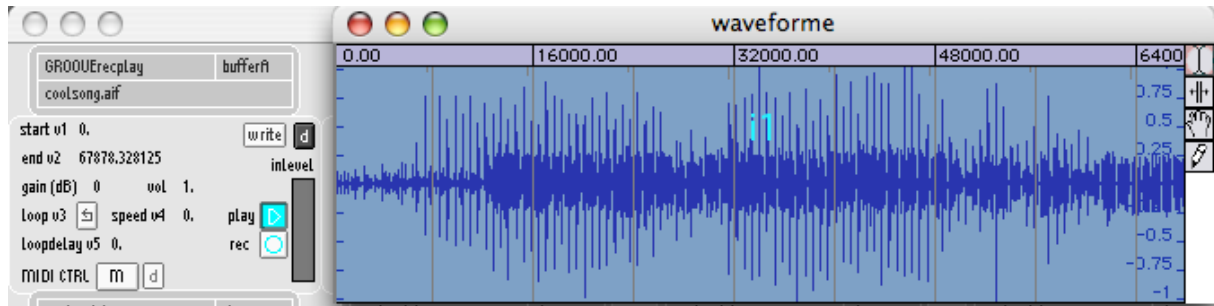 GROOVErecplay bufferA
coolsong.aif
start v1 0. write d
end v2 67878.328125 inLevel
gain (dB) 0 vol 1.
loop v3 speed v4 0. play
loopdelay v5 0. rec
MIDI CTRL m d
waveforme
0.00 16000.00 32000.00 48000.00 6400
0.75
0.5
i1
0.25
-0.5
-0.75
-1